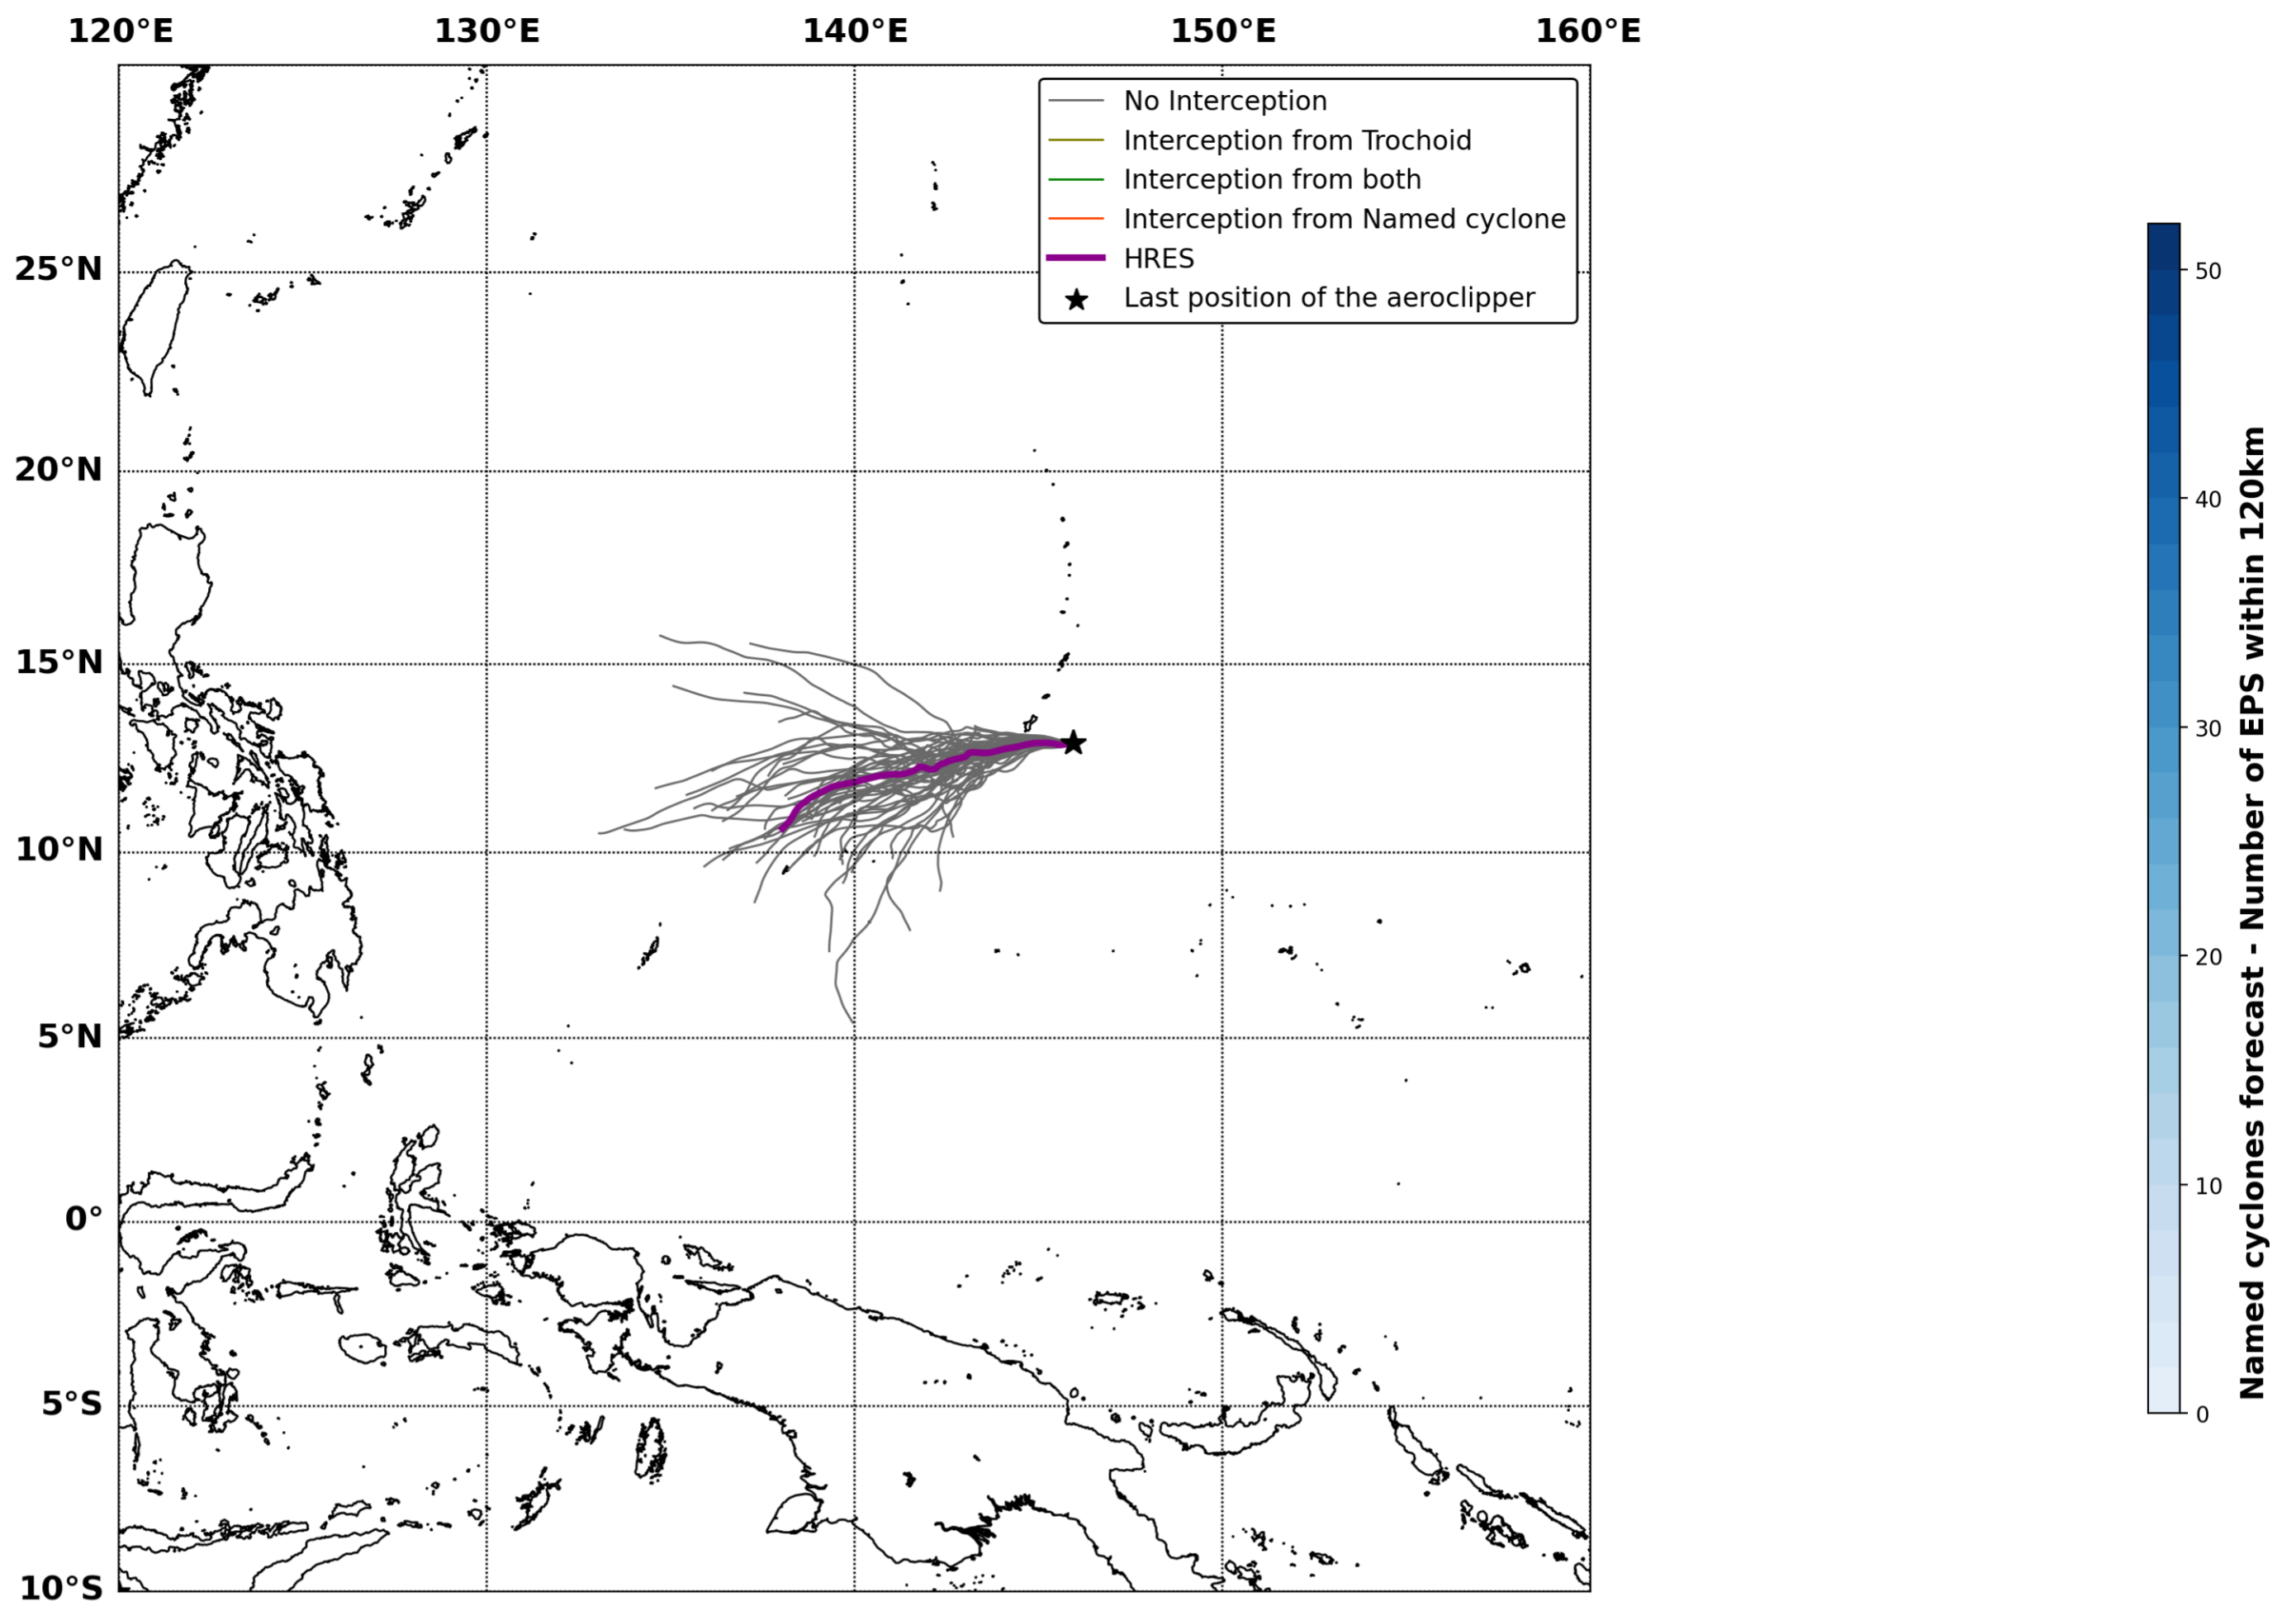 120°E 130°E 140°E 150°E 160°E
No Interception
Interception from Trochoid
Interception from both
Interception from Named cyclone
HRES
Last position of the aeroclipper
25°N
20°N
15°N
10°N
5°N
0°
5°S
10°S
50
40
30
20
10
0
Named cyclones forecast - Number of EPS within 120km